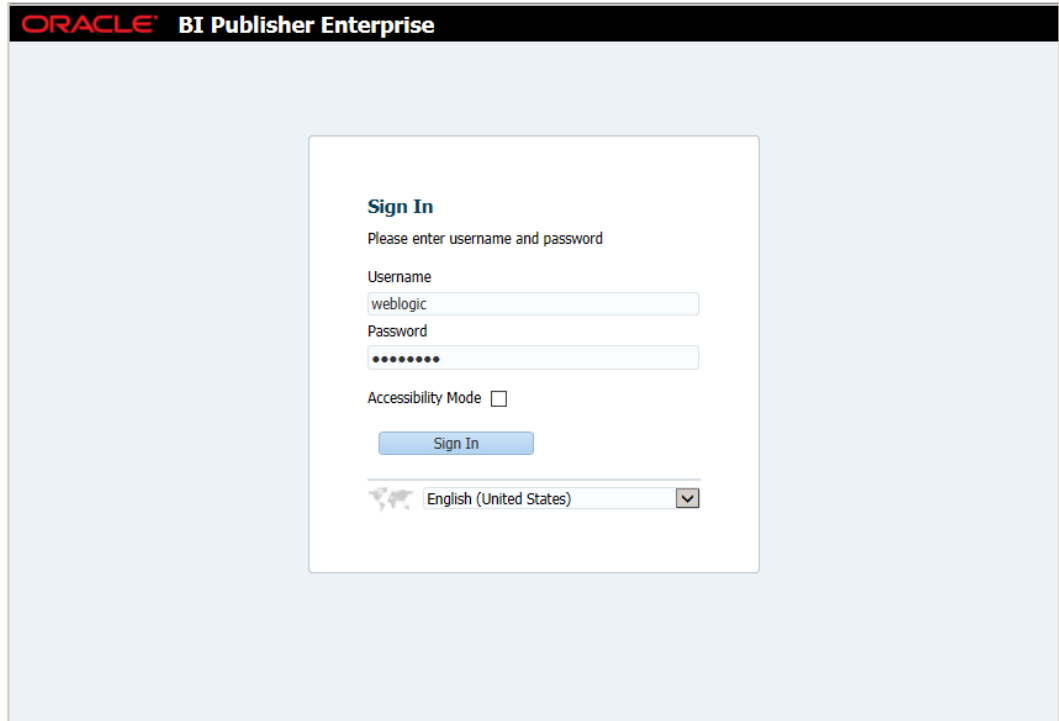 ORACLE BI Publisher Enterprise
Sign In
Please enter username and password
Username
weblogic
Password
●●●●●●●●
Accessibility Mode
Sign In
English (United States)